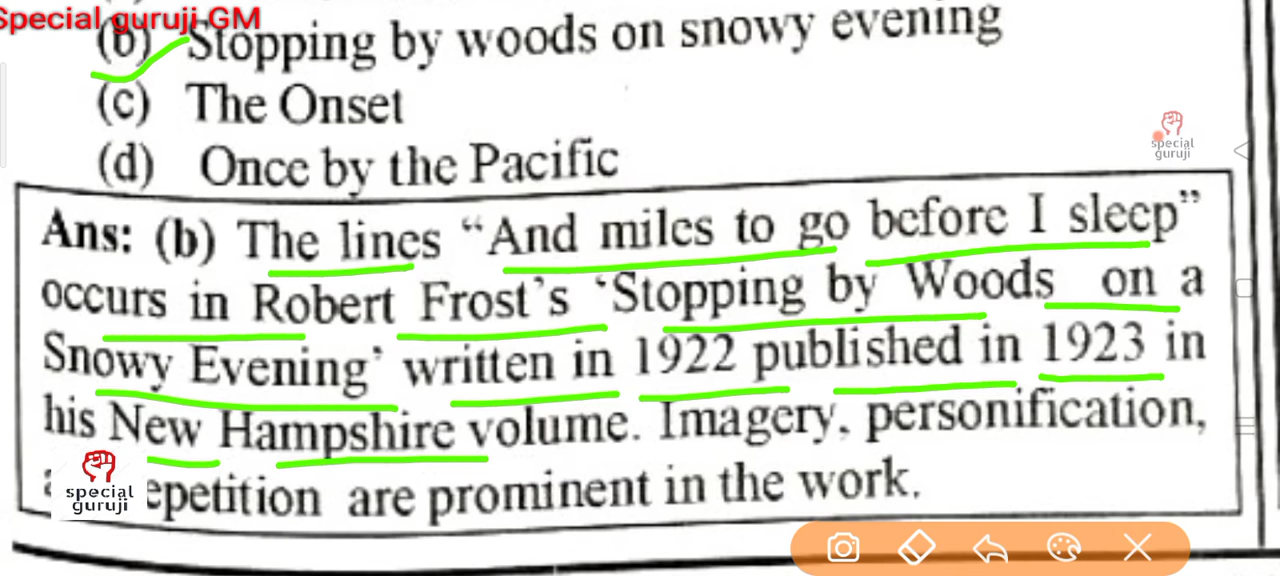 Special guruji GM
(b) Stopping by woods on snowy evening
(c) The Onset
(d) Once by the Pacific
special
guruji
Ans: (b) The lines “And miles to go before I sleep”
occurs in Robert Frost’s ‘Stopping by Woods on a
Snowy Evening’ written in 1922 published in 1923 in
his New Hampshire volume. Imagery, personification,
epetition are prominent in the work.
special
guruji